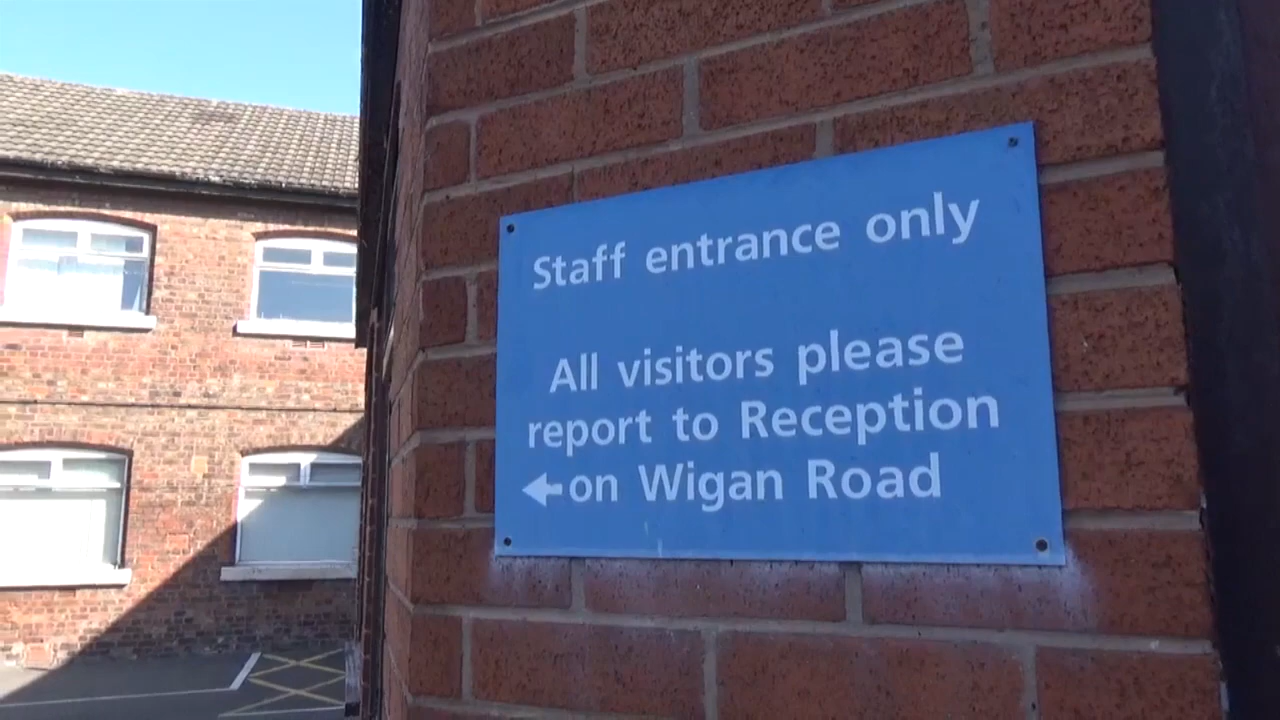 Staff entrance only
All visitors please
report to Reception
←on Wigan Road